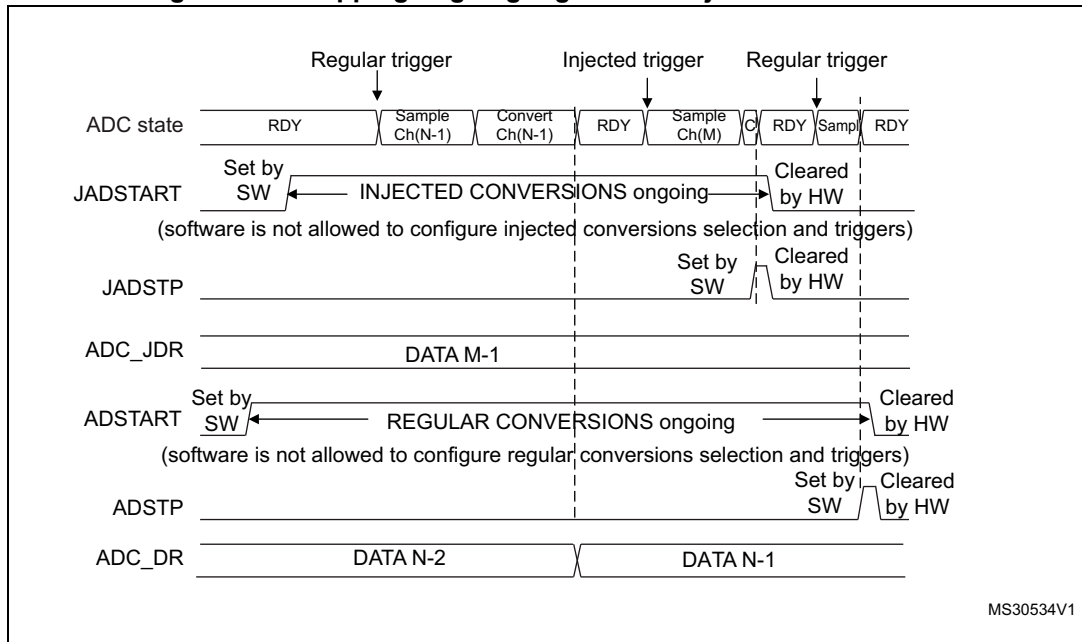 Regular trigger Injected trigger Regular trigger
ADC state RDY Sample Ch(N-1) Convert Ch(N-1) RDY Sample Ch(M) C RDY Sampl RDY
JADSTART Set by SW INJECTED CONVERSIONS ongoing Cleared by HW
(software is not allowed to configure injected conversions selection and triggers)
JADSTP Set by SW Cleared by HW
ADC_JDR DATA M-1
ADSTART Set by SW REGULAR CONVERSIONS ongoing Cleared by HW
(software is not allowed to configure regular conversions selection and triggers)
ADSTP Set by SW Cleared by HW
ADC_DR DATA N-2 DATA N-1
MS30534V1